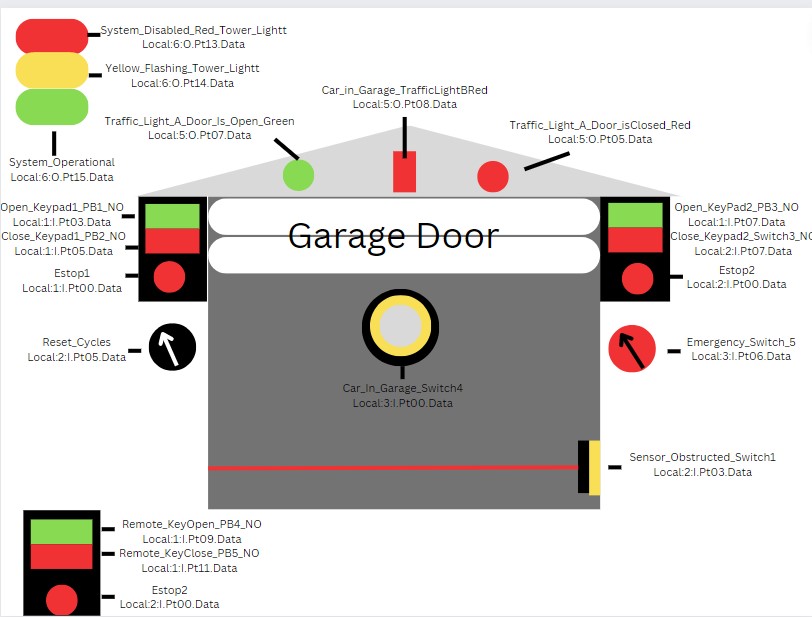 System_Disabled_Red_Tower_Lightt
Local:6:O.Pt13.Data
Yellow_Flashing_Tower_Lightt
Local:6:O.Pt14.Data
System_Operational
Local:6:O.Pt15.Data
Traffic_Light_A_Door_Is_Open_Green
Local:5:O.Pt07.Data
Car_in_Garage_TrafficLightBRed
Local:5:O.Pt08.Data
Traffic_Light_A_Door_isClosed_Red
Local:5:O.Pt05.Data
Open_Keypad1_PB1_NO
Local:1:I.Pt03.Data
Close_Keypad1_PB2_NO
Local:1:I.Pt05.Data
Estop1
Local:1:I.Pt00.Data
Garage Door
Open_KeyPad2_PB3_NO
Local:1:I.Pt07.Data
Close_Keypad2_Switch3_NO
Local:2:I.Pt07.Data
Estop2
Local:2:I.Pt00.Data
Reset_Cycles
Local:2:I.Pt05.Data
Car_In_Garage_Switch4
Local:3:I.Pt00.Data
Emergency_Switch_5
Local:3:I.Pt06.Data
Sensor_Obstructed_Switch1
Local:2:I.Pt03.Data
Remote_KeyOpen_PB4_NO
Local:1:I.Pt09.Data
Remote_KeyClose_PB5_NO
Local:1:I.Pt11.Data
Estop2
Local:2:I.Pt00.Data